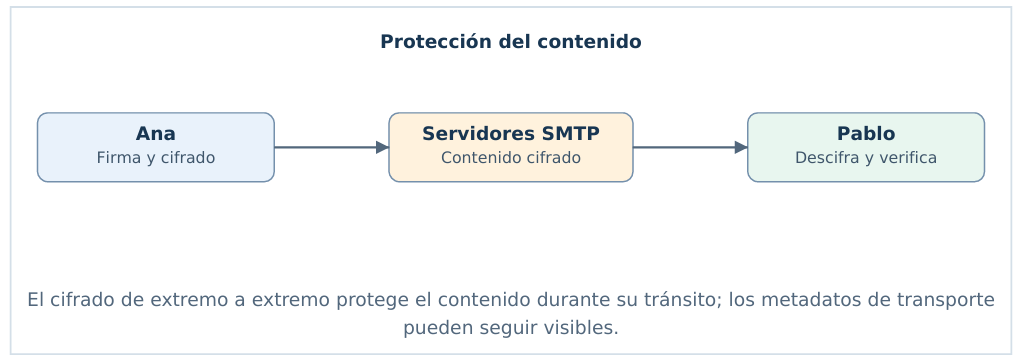 Protección del contenido
Ana
Firma y cifrado
Servidores SMTP
Contenido cifrado
Pablo
Descifra y verifica
El cifrado de extremo a extremo protege el contenido durante su tránsito; los metadatos de transporte
pueden seguir visibles.